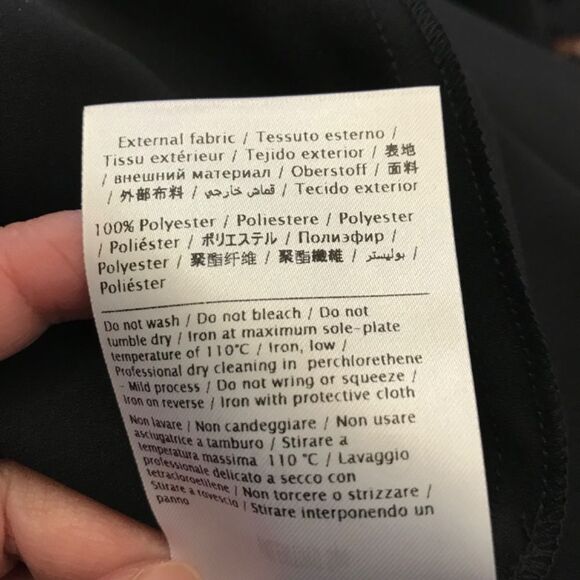 External fabric / Tessuto esterno /
Tissu extérieur / Tejido exterior / 表地
/ внешний материал / Oberstoff / 面料
/ 外部布料 / قماش خارجي / Tecido exterior
100% Polyester / Poliestere / Polyester
/ Poliéster / ポリエステル / Полиэфир /
Polyester / 聚酯纤维 / 聚酯纖維 / بوليستر /
Poliéster
Do not wash / Do not bleach / Do not
tumble dry / Iron at maximum sole-plate
temperature of 110°C / Iron, low /
Professional dry cleaning in perchlorethene
- Mild process / Do not wring or squeeze /
Iron on reverse / Iron with protective cloth
Non lavare / Non candeggiare / Non usare
asciugatrice a tamburo / Stirare a
temperatura massima 110 °C / Lavaggio
professionale delicato a secco con
tetracloroetilene / Non torcere o strizzare /
Stirare a rovescio / Stirare interponendo un
panno